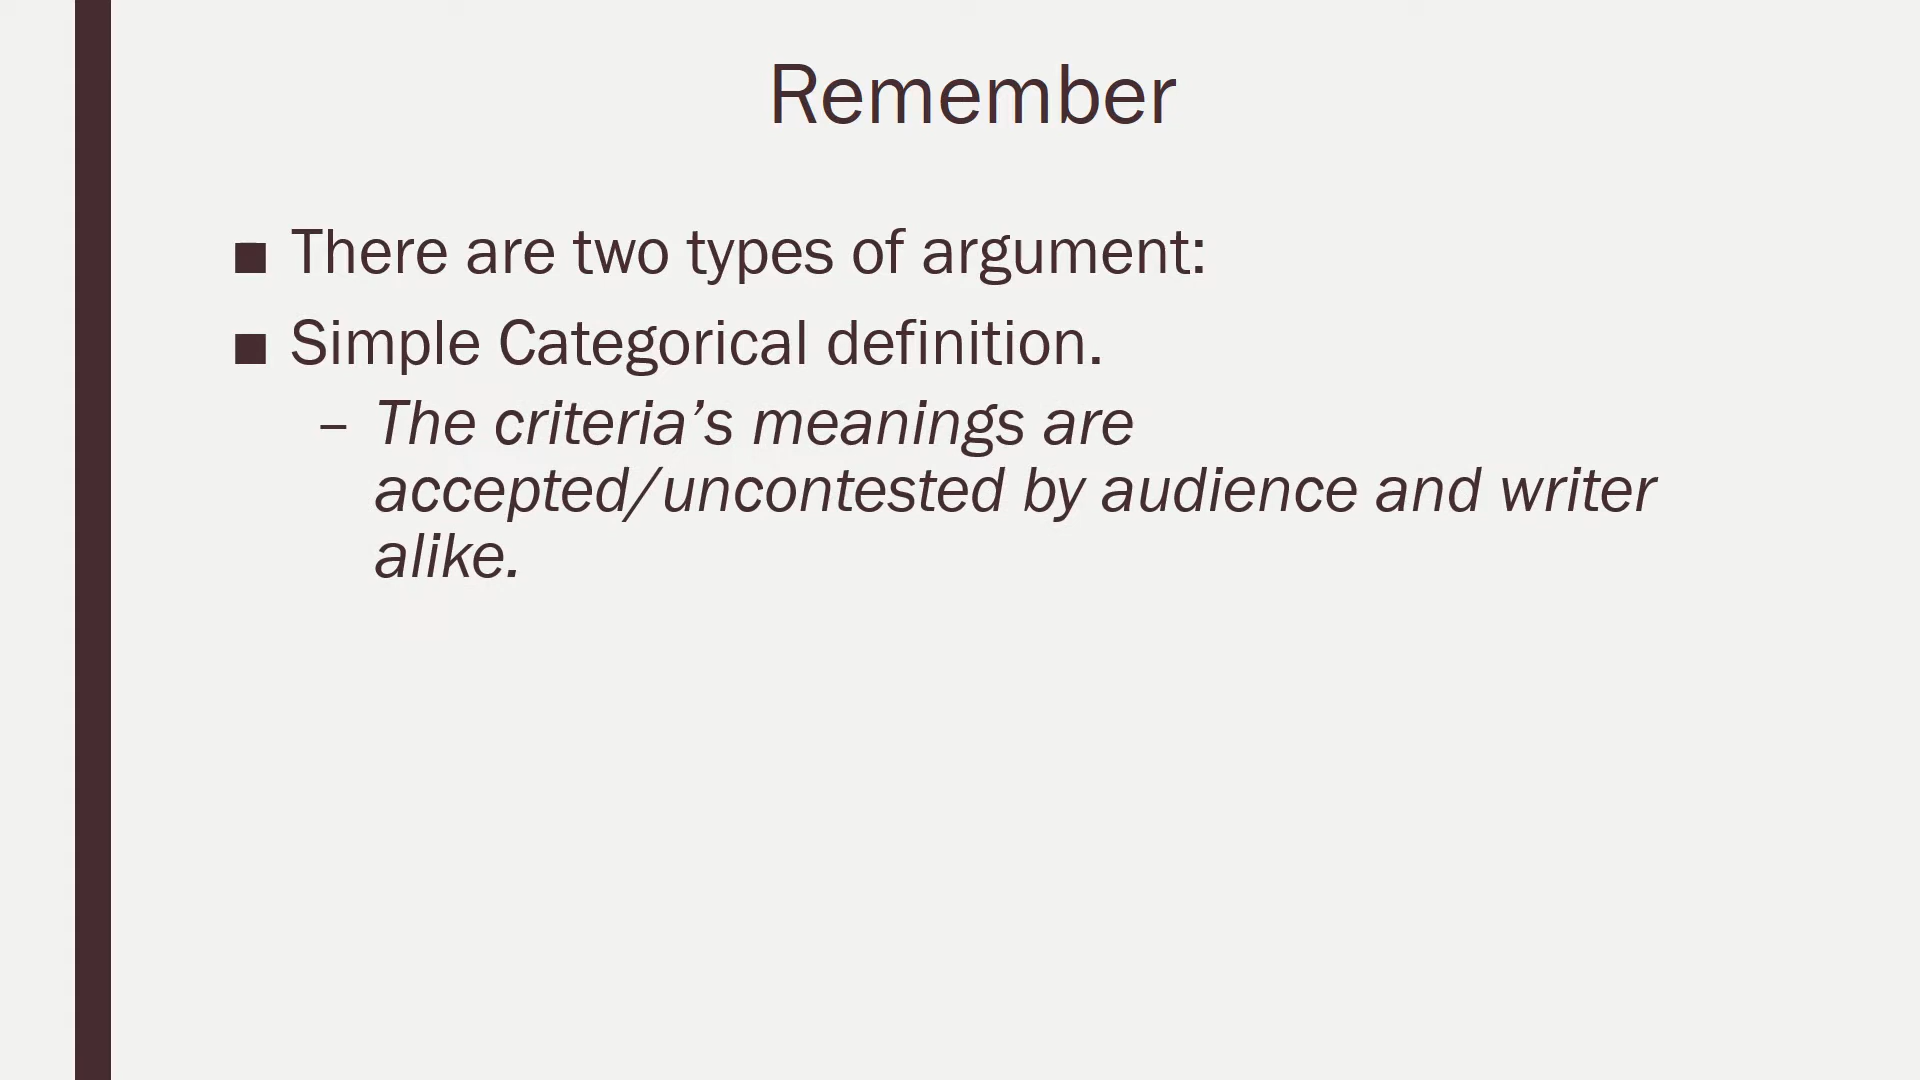 Remember
■ There are two types of argument:
■ Simple Categorical definition.
– The criteria’s meanings are
accepted/uncontested by audience and writer
alike.